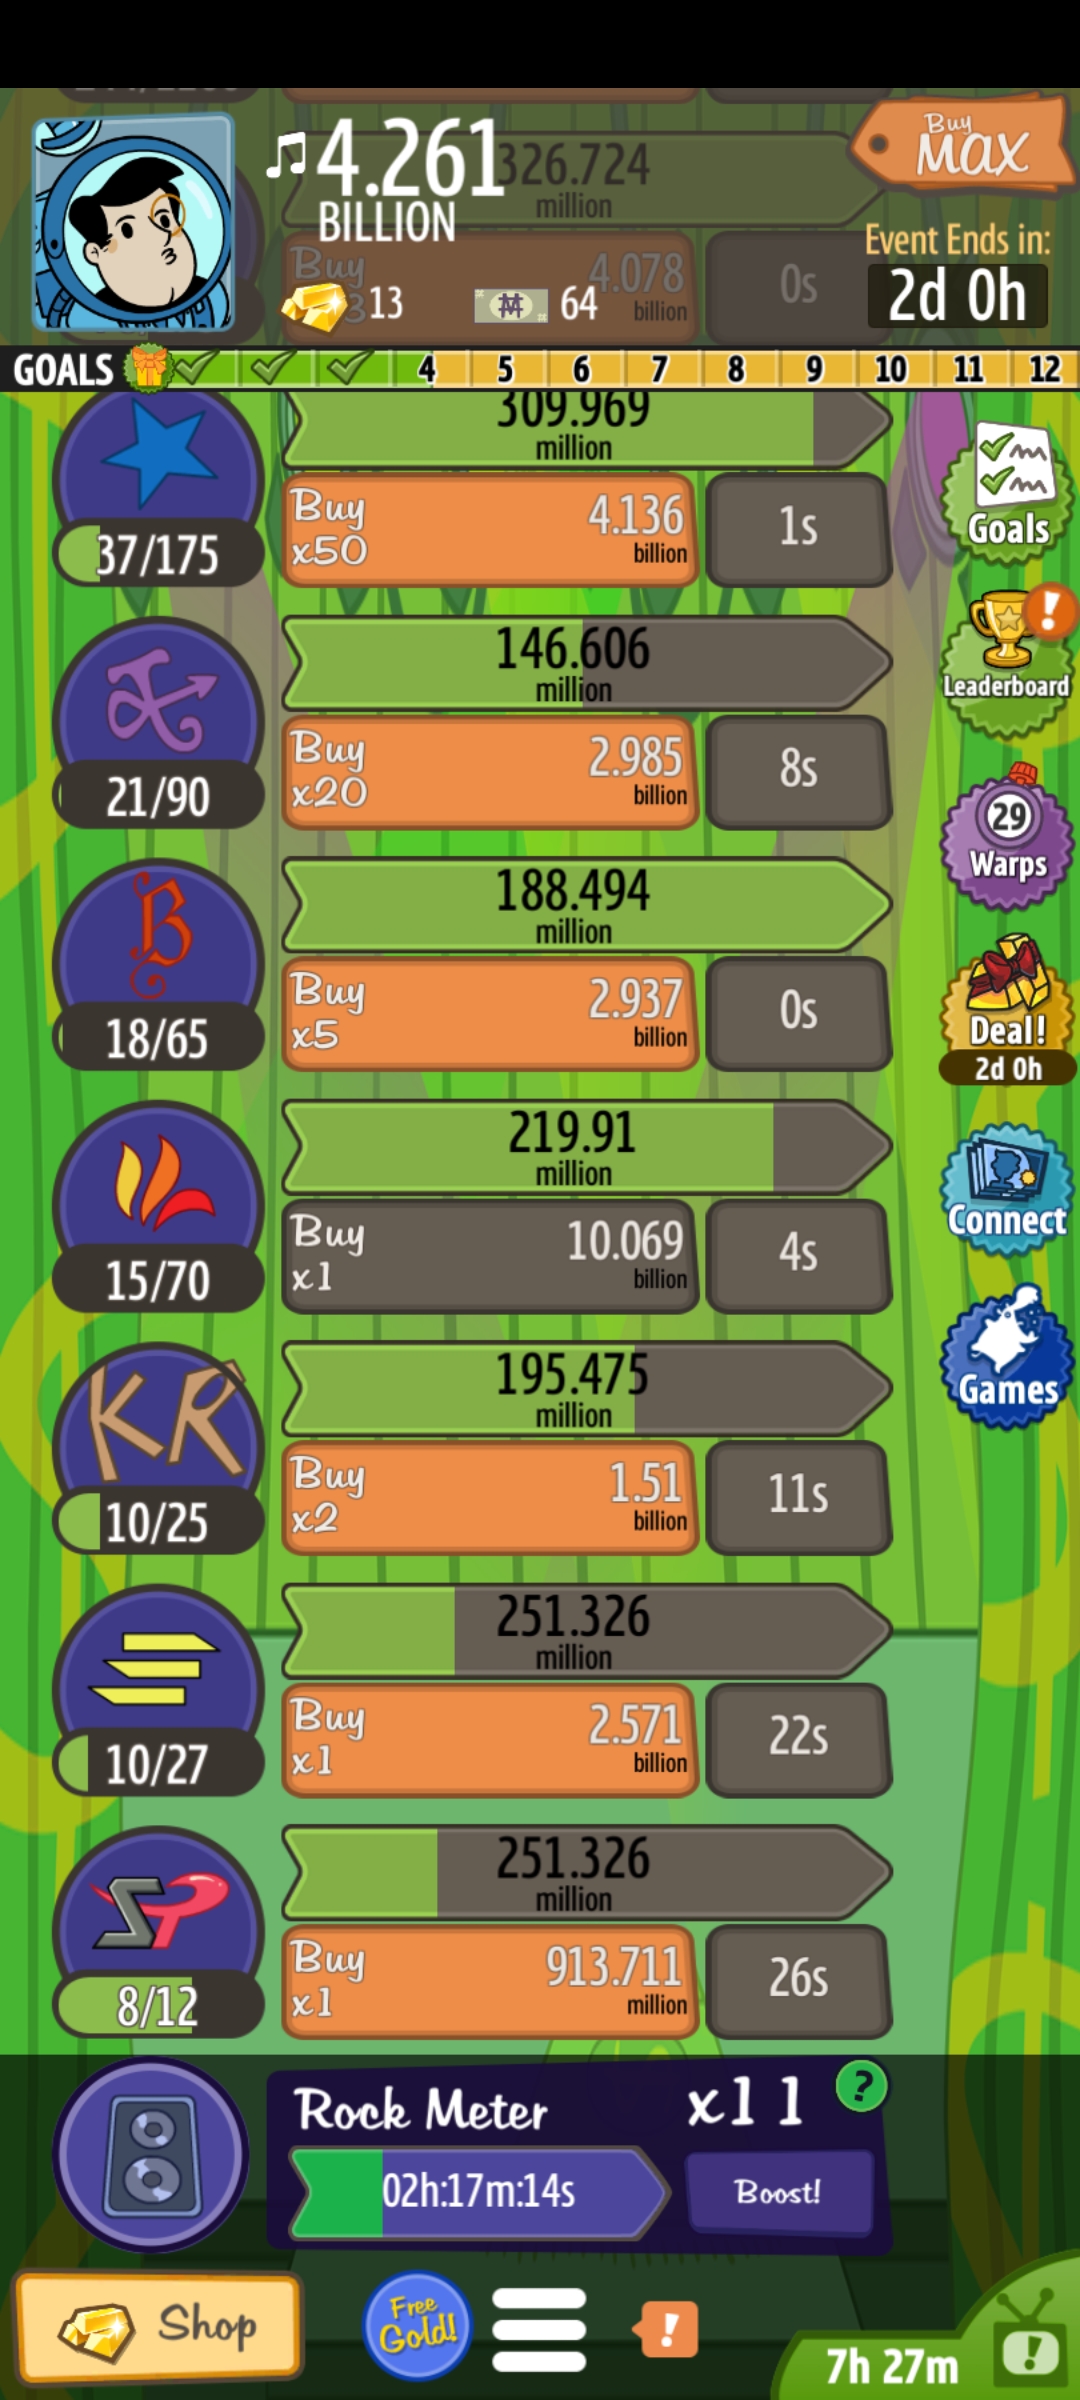 4.261
BILLION
326.724
million
Buy
MAX
Event Ends in:
2d 0h
13
64
Buy
4.078
billion
0s
GOALS 4 5 6 7 8 9 10 11 12
309.969
million
37/175
Buy
x50
4.136
billion
1s
Goals
146.606
million
21/90
Buy
x20
2.985
billion
8s
Leaderboard
29
Warps
188.494
million
B
18/65
Buy
x5
2.937
billion
0s
Deal!
2d 0h
219.91
million
15/70
Buy
x1
10.069
billion
4s
Connect
195.475
million
KR
10/25
Buy
x2
1.51
billion
11s
Games
251.326
million
10/27
Buy
x1
2.571
billion
22s
251.326
million
SP
8/12
Buy
x1
913.711
million
26s
Rock Meter
x11
?
02h:17m:14s
Boost!
Shop
Free
Gold!
!
7h 27m
!